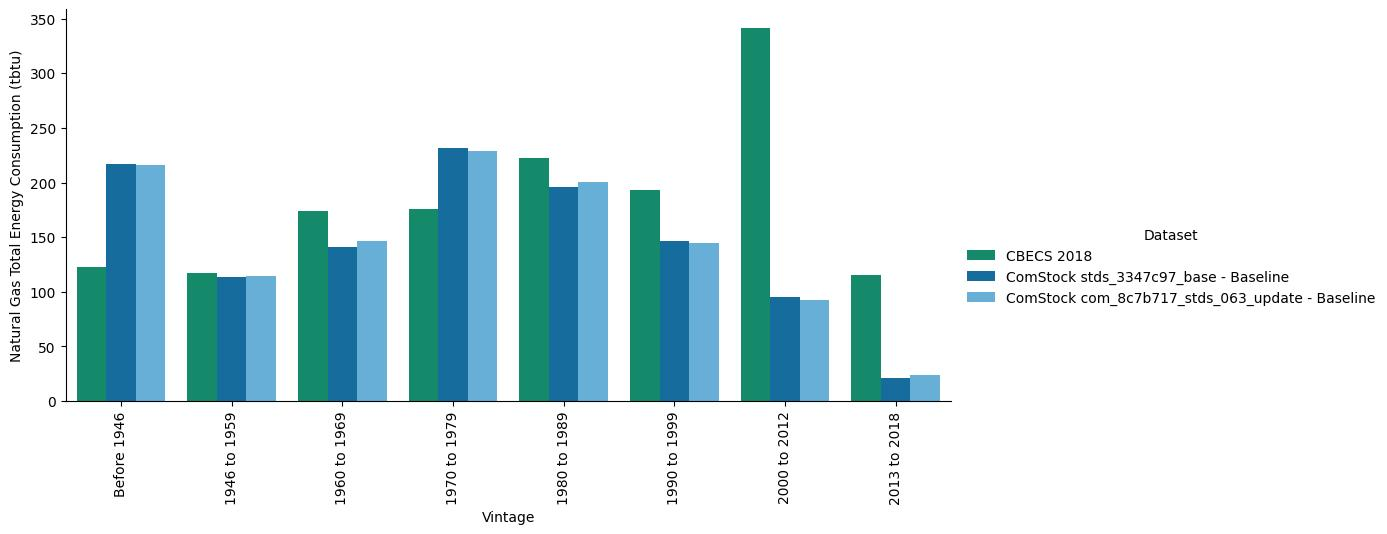 Natural Gas Total Energy Consumption (tbtu)
350
300
250
200
150
100
50
0
Before 1946
1946 to 1959
1960 to 1969
1970 to 1979
1980 to 1989
1990 to 1999
2000 to 2012
2013 to 2018
Vintage
Dataset
CBECS 2018
ComStock stds_3347c97_base - Baseline
ComStock com_8c7b717_stds_063_update - Baseline